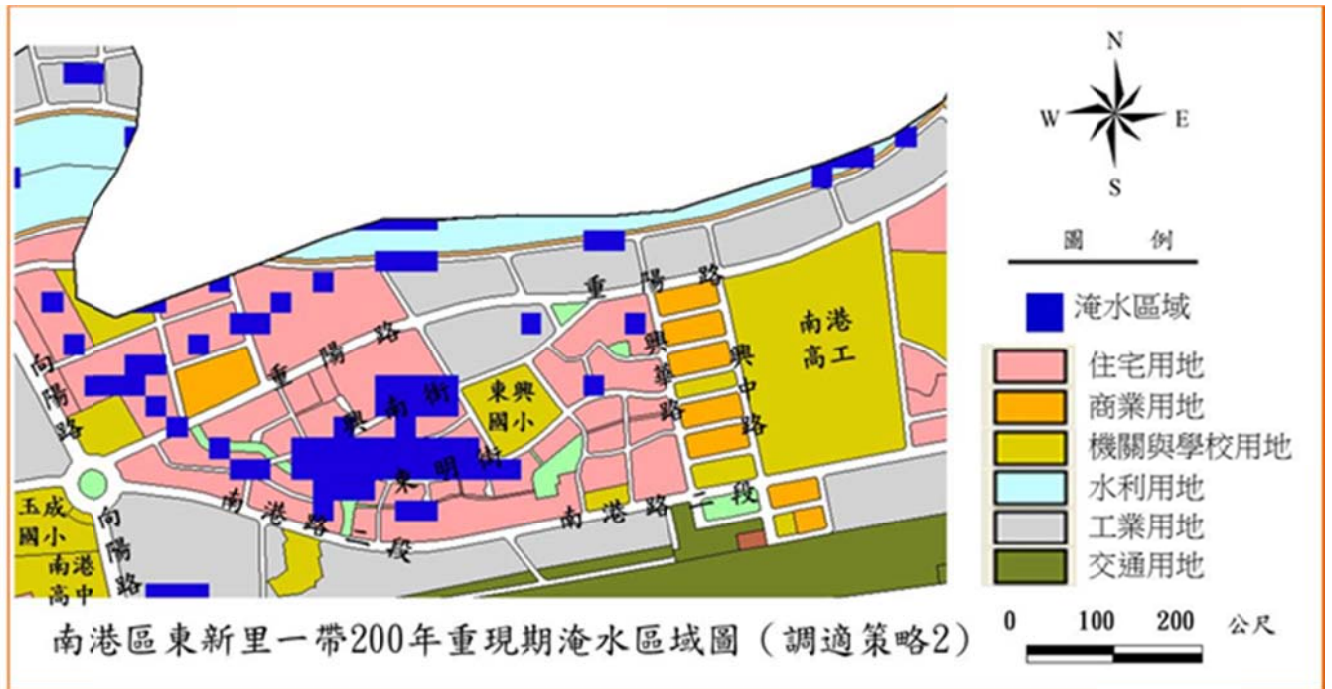 N
W E
S
圖 例
淹水區域
住宅用地
商業用地
機關與學校用地
水利用地
工業用地
交通用地
0 100 200 公尺
重陽路
重陽路
向陽路
向陽路
興南街
東明街
東興
國小
興華路
興中路
南港
高工
南港路二段
南港路二段
玉成
國小
南港
高中
南港區東新里一帶200年重現期淹水區域圖（調適策略2）